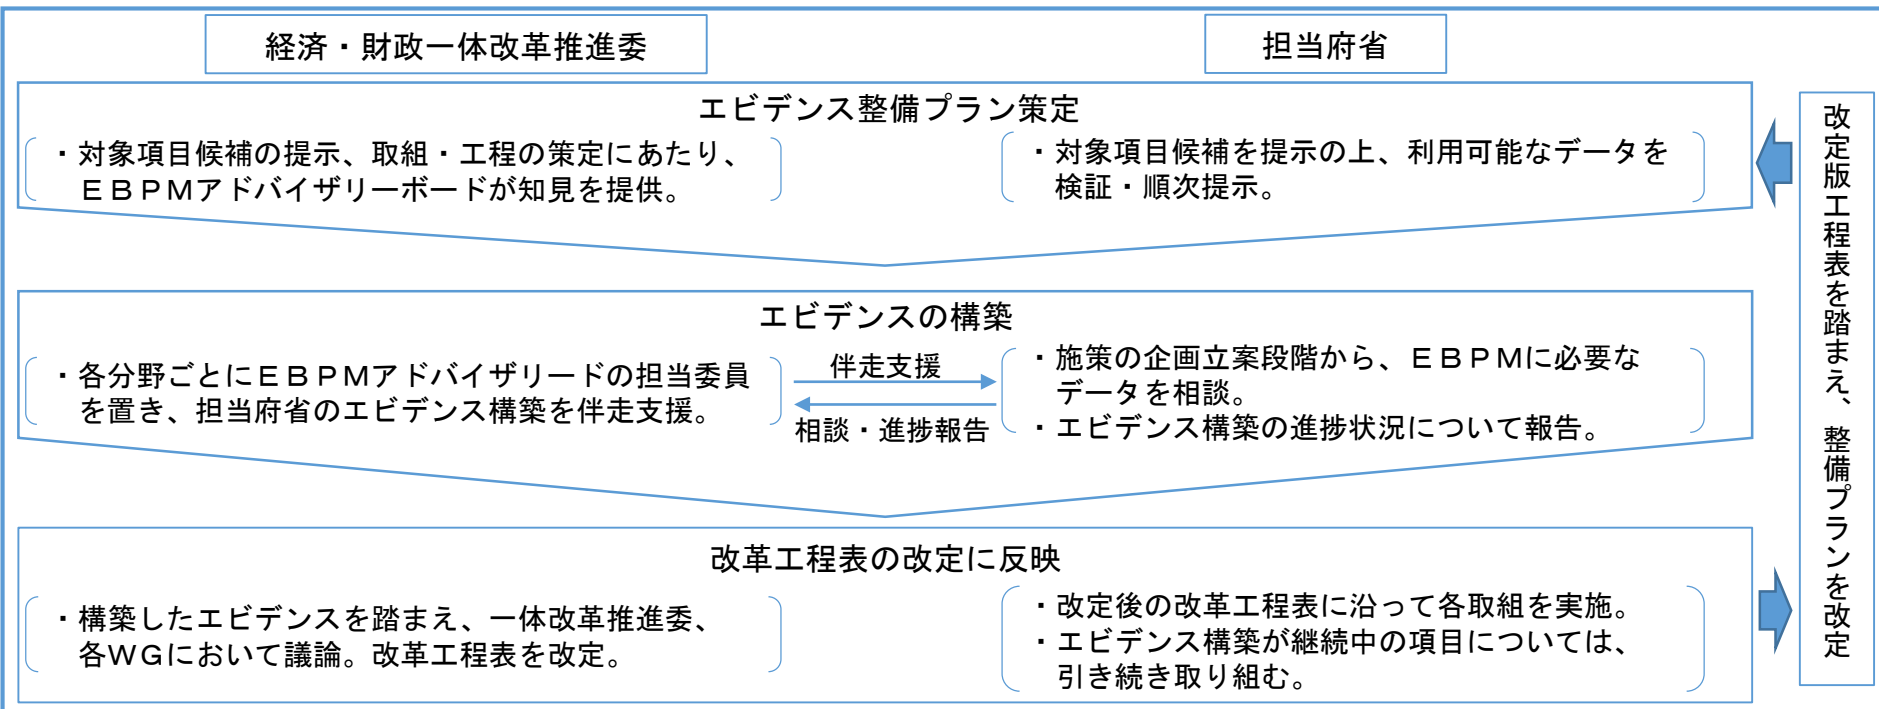 経済・財政一体改革推進委
担当府省
エビデンス整備プラン策定
・対象項目候補の提示、取組・工程の策定にあたり、
ＥＢＰＭアドバイザリーボードが知見を提供。
・対象項目候補を提示の上、利用可能なデータを
検証・順次提示。
エビデンスの構築
・各分野ごとにＥＢＰＭアドバイザリードの担当委員
を置き、担当府省のエビデンス構築を伴走支援。
伴走支援
相談・進捗報告
・施策の企画立案段階から、ＥＢＰＭに必要な
データを相談。
・エビデンス構築の進捗状況について報告。
改革工程表の改定に反映
・構築したエビデンスを踏まえ、一体改革推進委、
各ＷＧにおいて議論。改革工程表を改定。
・改定後の改革工程表に沿って各取組を実施。
・エビデンス構築が継続中の項目については、
引き続き取り組む。
改定版工程表を踏まえ、整備プランを改定